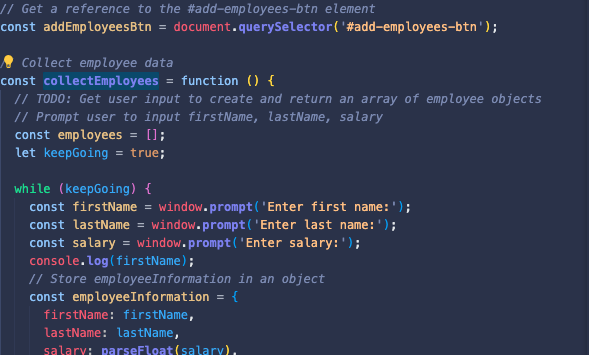 // Get a reference to the #add-employees-btn element
const addEmployeesBtn = document.querySelector('#add-employees-btn');
// Collect employee data
const collectEmployees = function () {
// TODO: Get user input to create and return an array of employee objects
// Prompt user to input firstName, lastName, salary
const employees = [];
let keepGoing = true;
while (keepGoing) {
const firstName = window.prompt('Enter first name:');
const lastName = window.prompt('Enter last name:');
const salary = window.prompt('Enter salary:');
console.log(firstName);
// Store employeeInformation in an object
const employeeInformation = {
firstName: firstName,
lastName: lastName,
salary: parseFloat(salary),